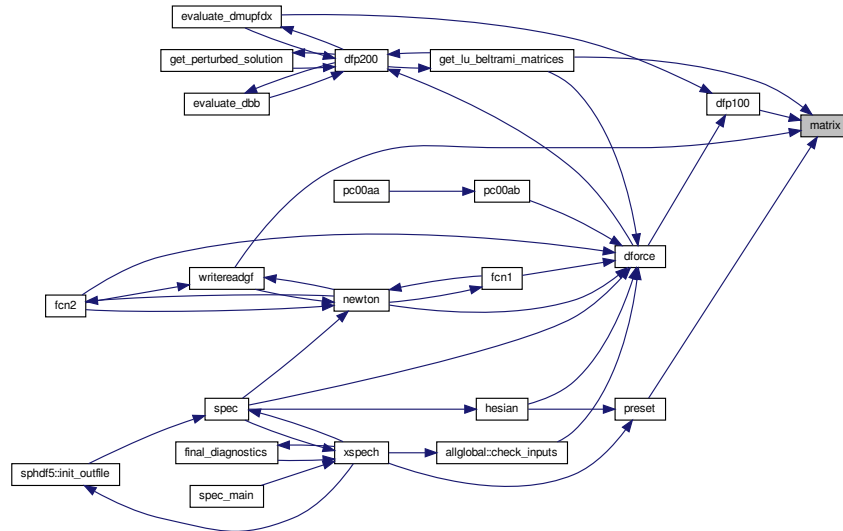 evaluate_dmupfdx
get_perturbed_solution
dfp200
get_lu_beltrami_matrices
evaluate_dbb
dfp100
matrix
pc00aa
pc00ab
dforce
writereadgf
fcn1
fcn2
newton
spec
hesian
preset
final_diagnostics
xspech
allglobal::check_inputs
sphdf5::init_outfile
spec_main